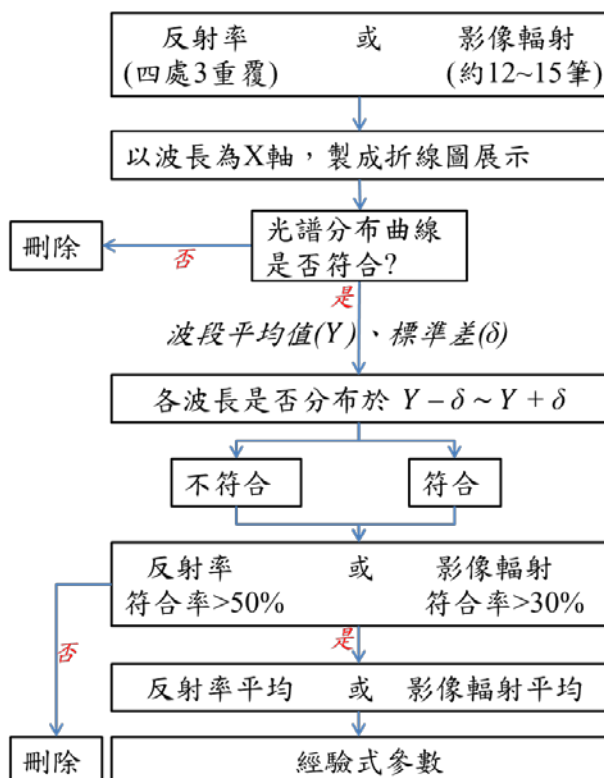 反射率 或 影像輻射
(四處3重覆) (約12~15筆)
以波長為X軸，製成折線圖展示
光譜分布曲線
是否符合?
刪除
否
是
波段平均值(Y)、標準差(δ)
各波長是否分布於 Y－δ ~ Y + δ
不符合 符合
反射率 或 影像輻射
符合率>50% 符合率>30%
否
是
反射率平均 或 影像輻射平均
刪除
經驗式參數